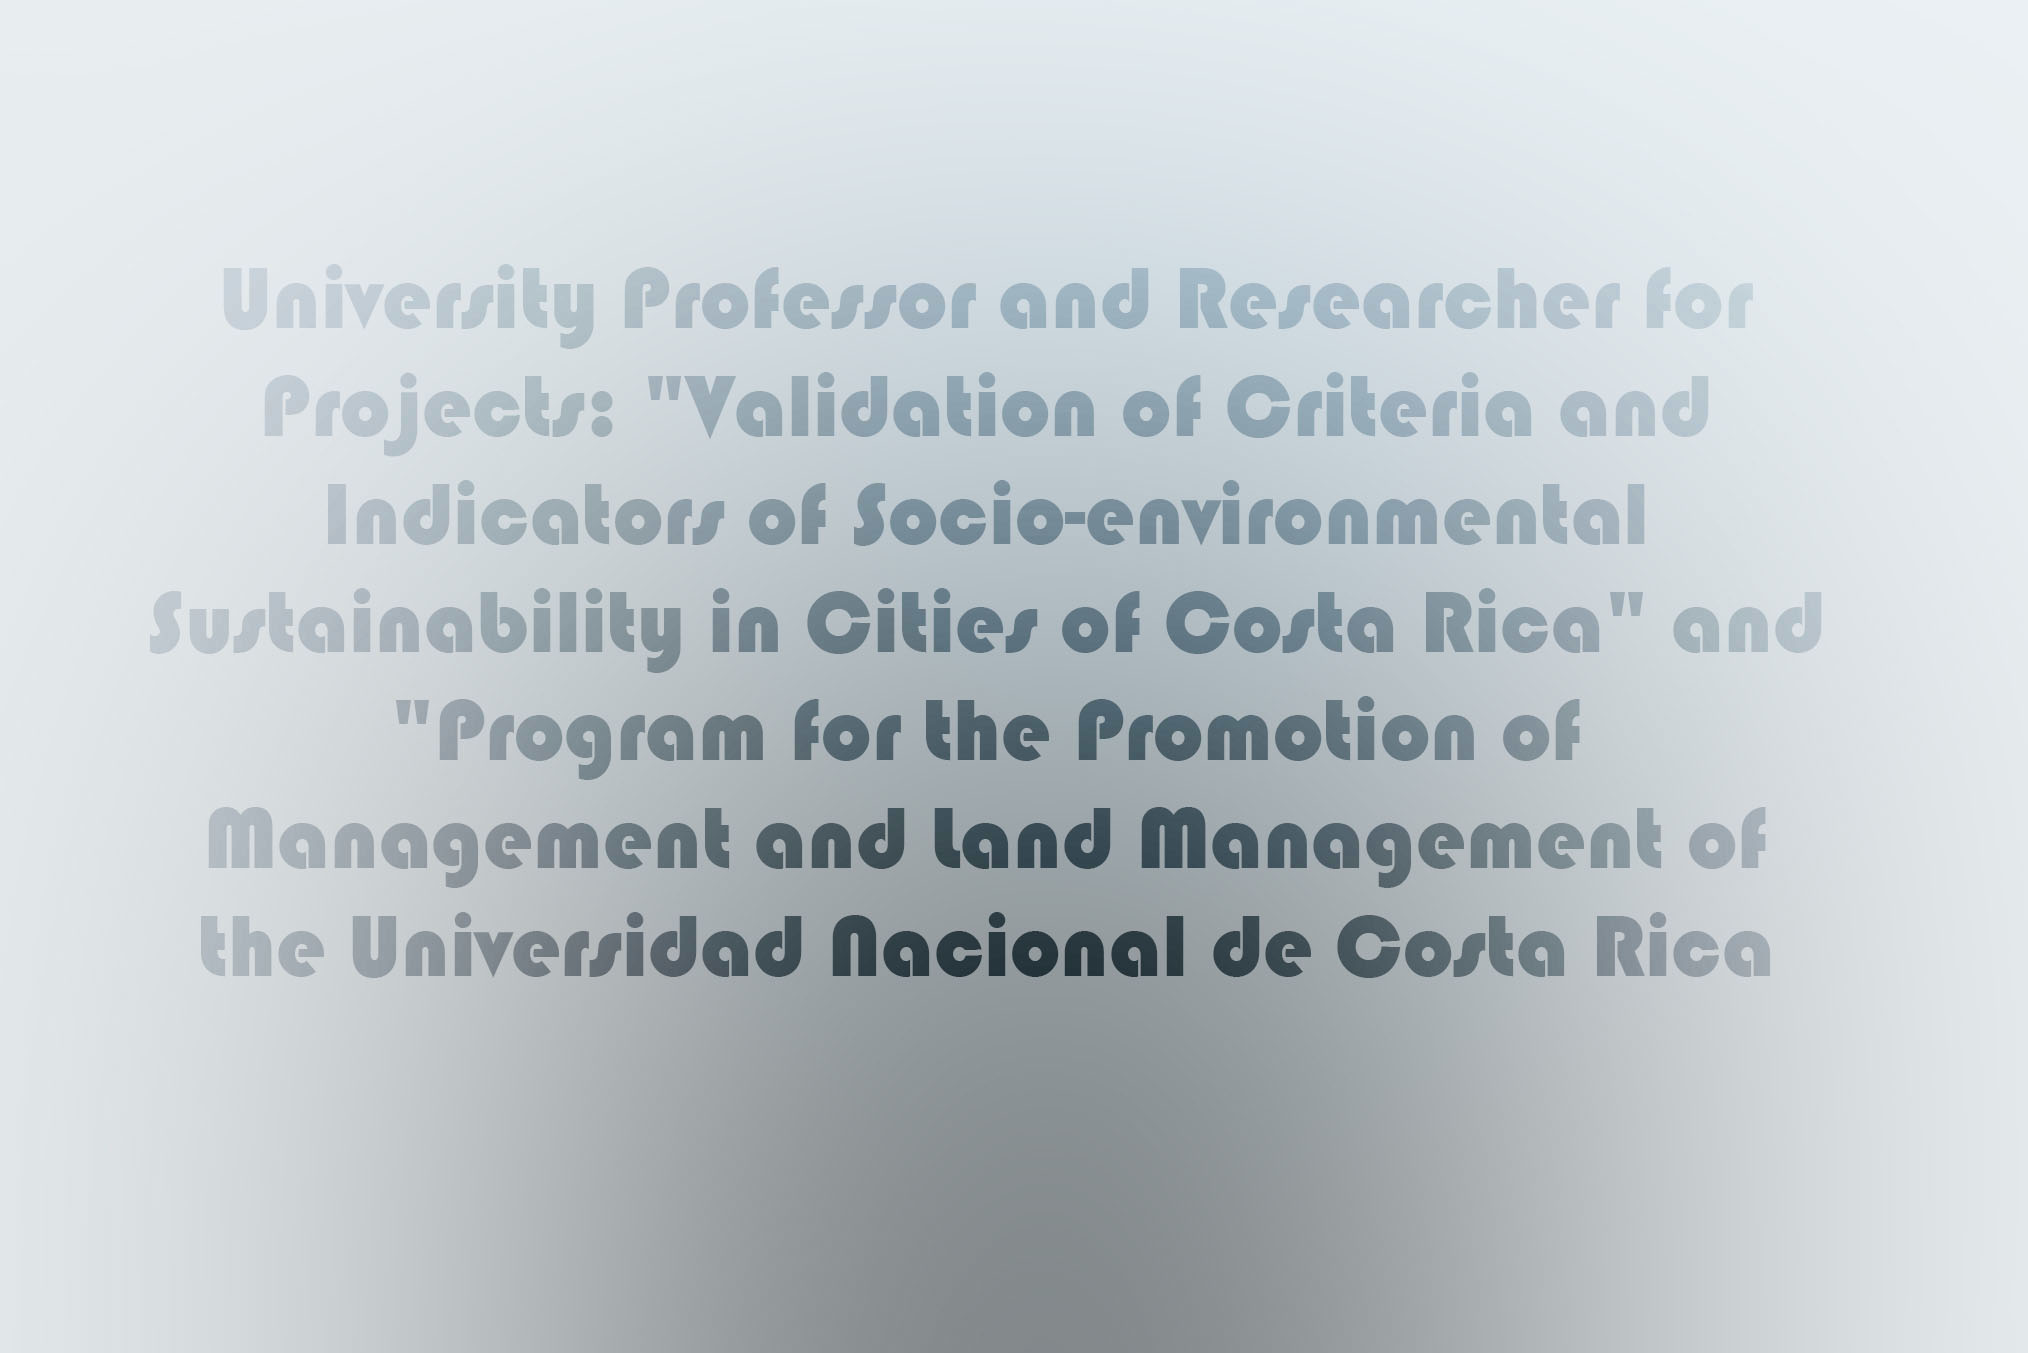 University Professor and Researcher for
Projects: "Validation of Criteria and
Indicators of Socio-environmental
Sustainability in Cities of Costa Rica" and
"Program for the Promotion of
Management and Land Management of
the Universidad Nacional de Costa Rica